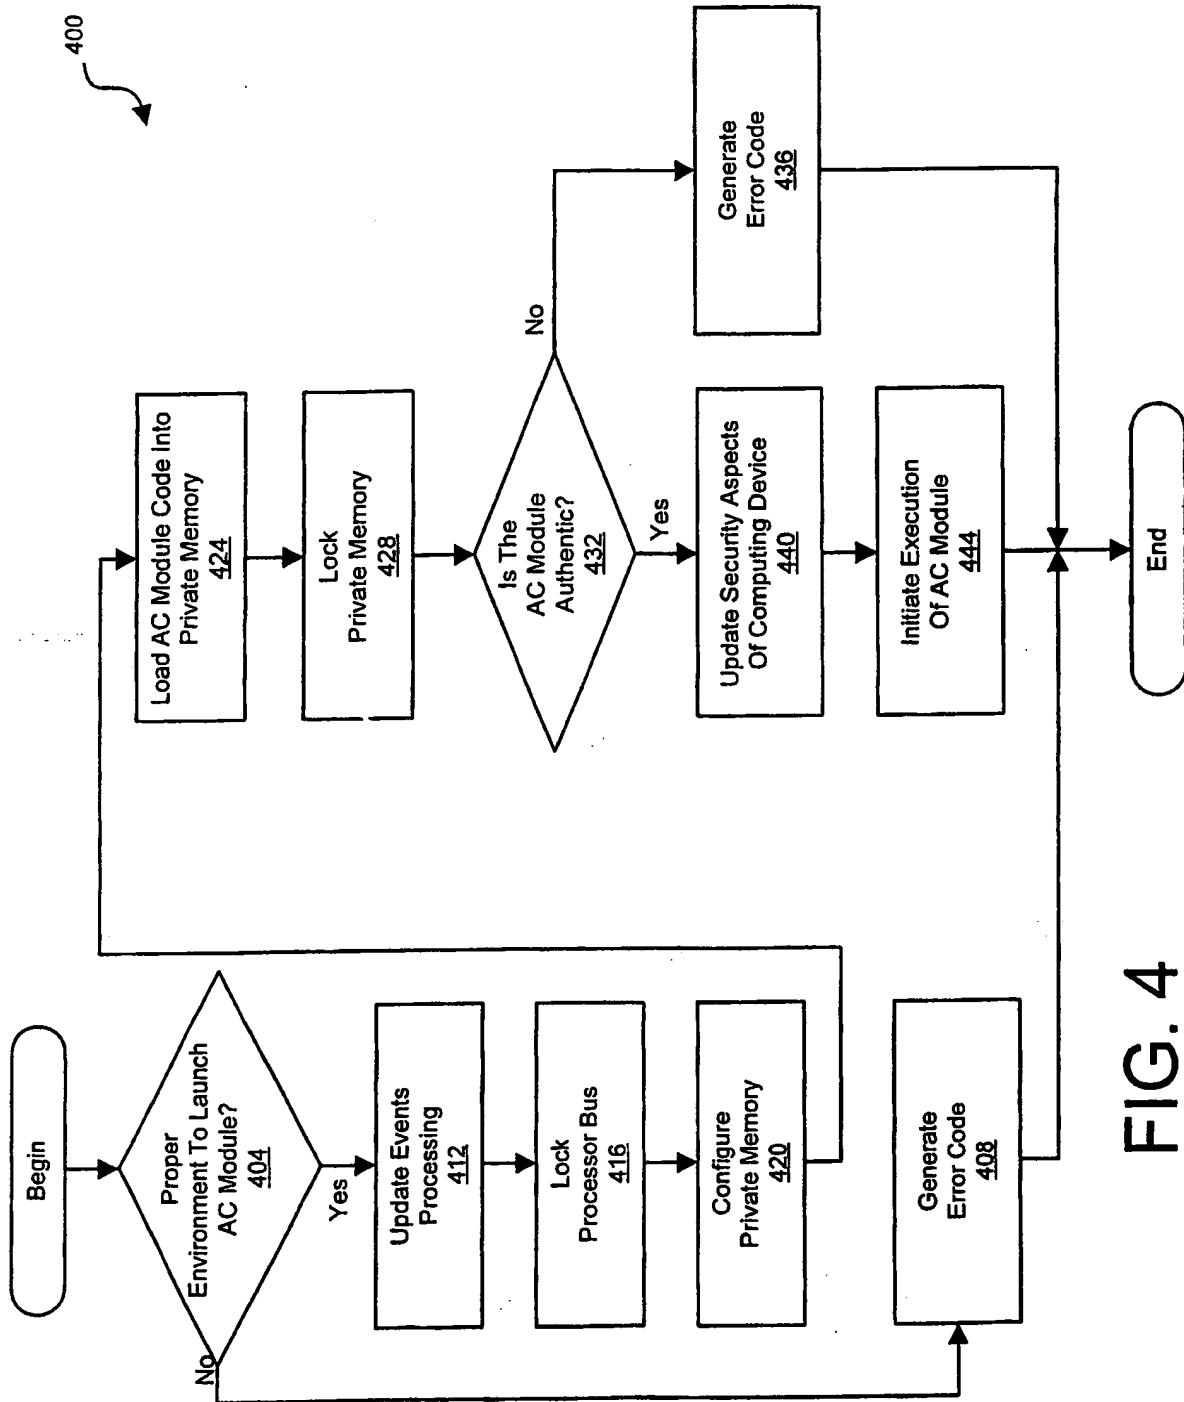 400
Begin
Proper
Environment To Launch
AC Module?
404
No
Yes
Update Events
Processing
412
Lock
Processor Bus
416
Configure
Private Memory
420
Generate
Error Code
408
Load AC Module Code Into
Private Memory
424
Lock
Private Memory
428
Is The
AC Module
Authentic?
432
No
Yes
Generate
Error Code
436
Update Security Aspects
Of Computing Device
440
Initiate Execution
Of AC Module
444
End
FIG. 4